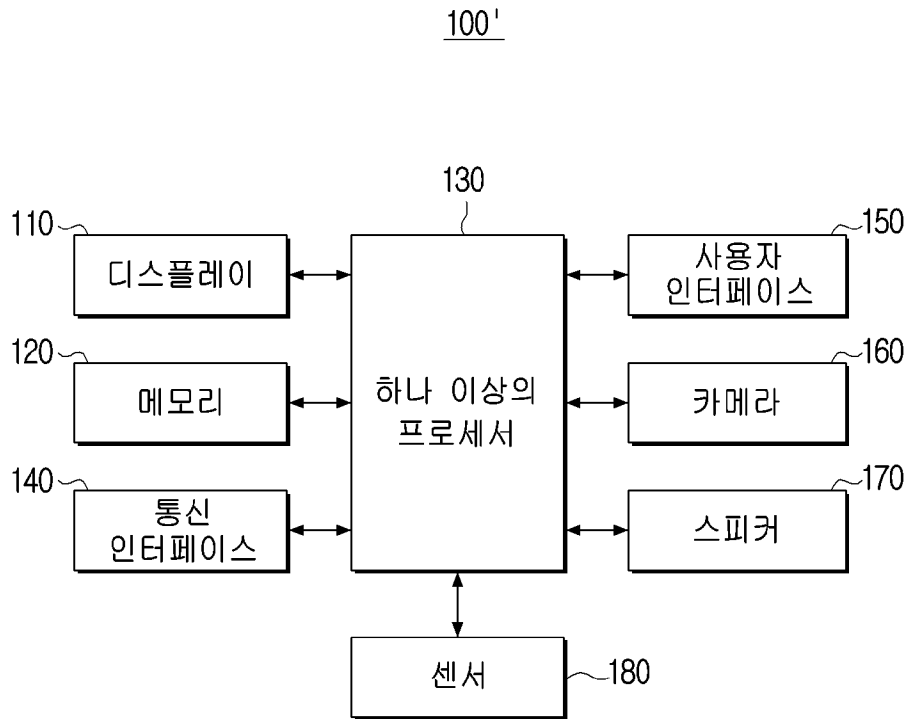 100'
130
110
디스플레이
150
사용자
인터페이스
120
메모리
하나 이상의
프로세서
160
카메라
140
통신
인터페이스
170
스피커
센서
180